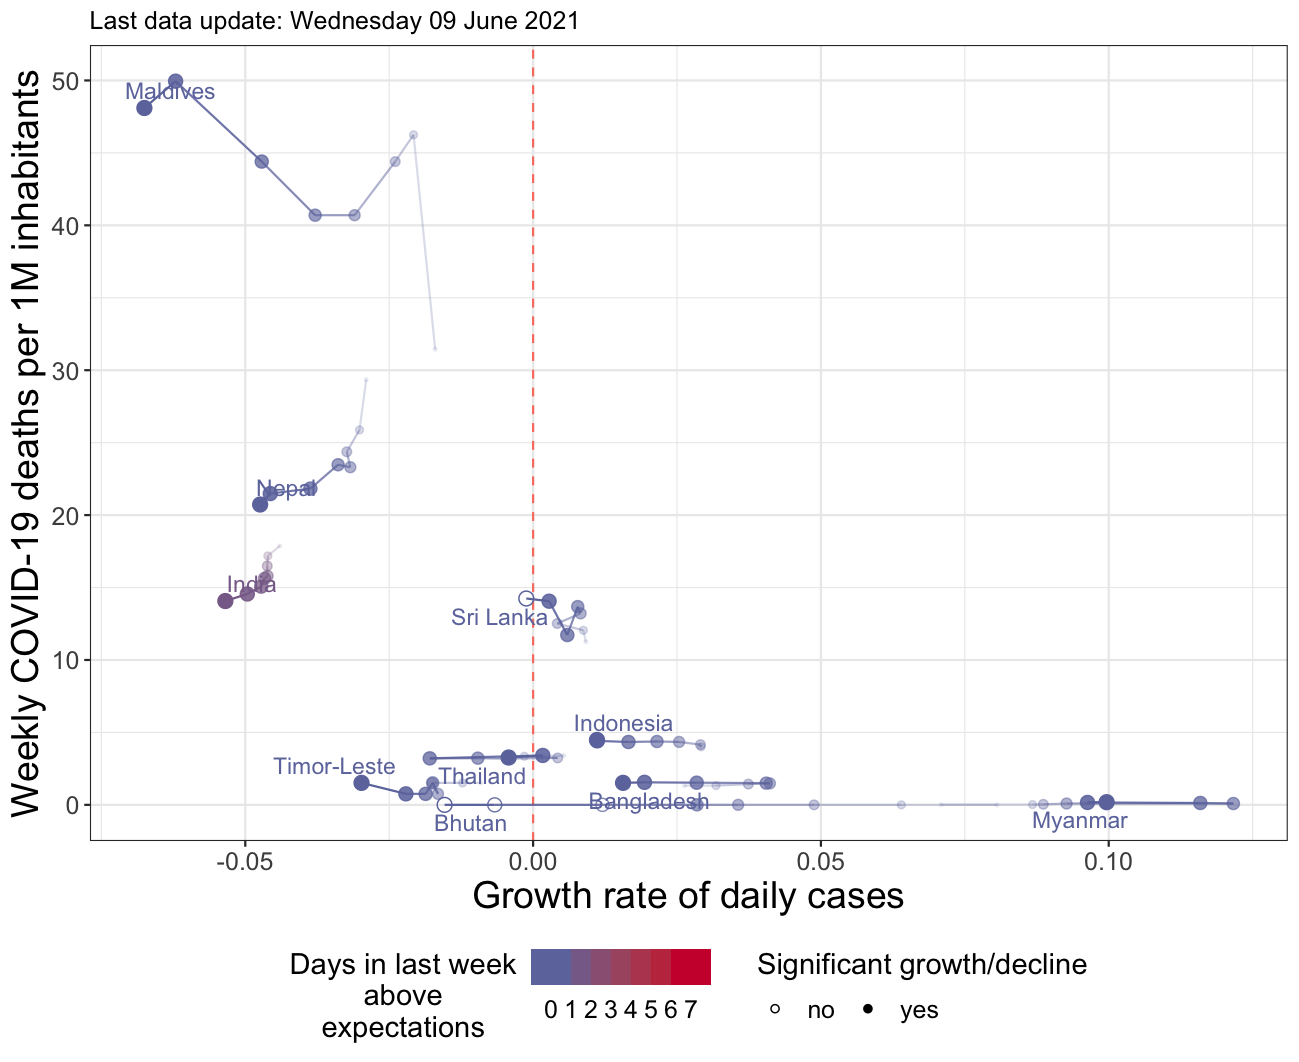 Last data update: Wednesday 09 June 2021
Weekly COVID-19 deaths per 1M inhabitants
50
40
30
20
10
0
Maldives
Nepal
India
Sri Lanka
Indonesia
Timor-Leste
Thailand
Bangladesh
Bhutan
Myanmar
-0.05
0.00
0.05
0.10
Growth rate of daily cases
Days in last week
above
expectations
0 1 2 3 4 5 6 7
Significant growth/decline
no
yes